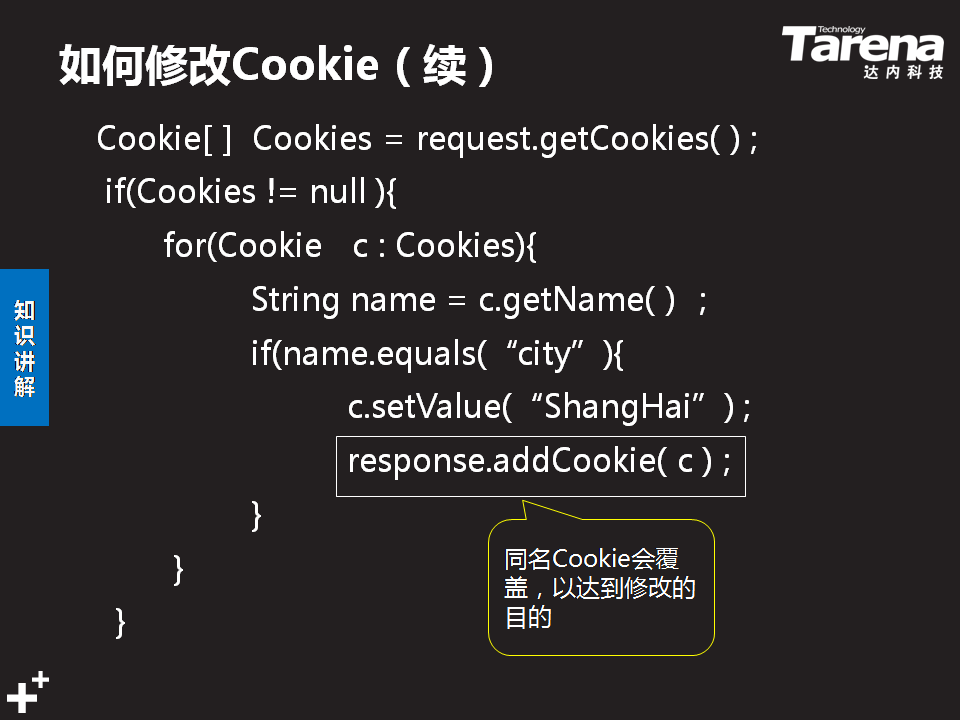 如何修改Cookie（续）
Technology
Tarena
达内科技
Cookie[ ]  Cookies = request.getCookies( ) ;
if(Cookies != null ){
for(Cookie   c : Cookies){
String name = c.getName( )  ;
if(name.equals( “city” ){
c.setValue( “ShangHai” ) ;
response.addCookie( c ) ;
}
}
}
同名Cookie会覆
盖，以达到修改的
目的
知
识
讲
解